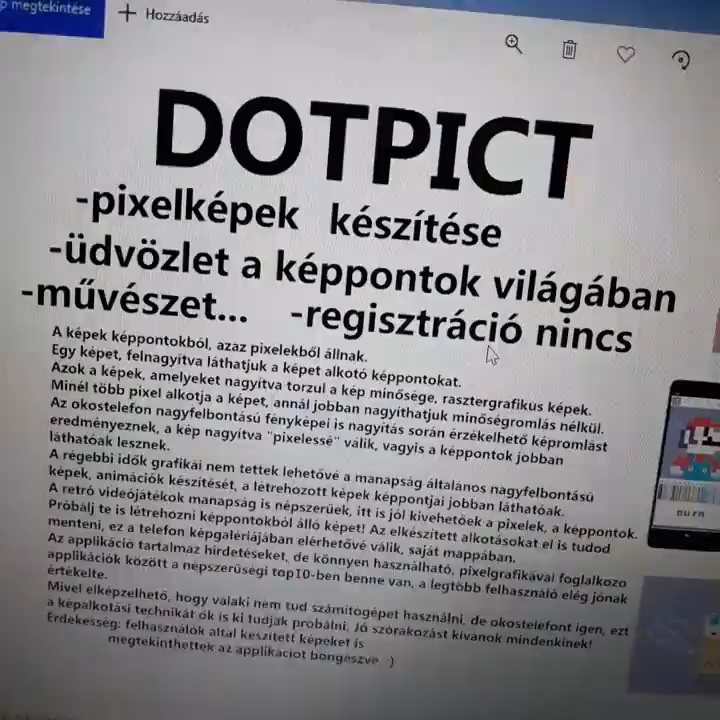 p megtekintése
Hozzáadás
DOTPICT
-pixelképek készítése
-üdvözlet a képpontok világában
-művészet... -regisztráció nincs
A képek képpontokból, azaz pixelekből állnak.
Egy képet, felnagyítva láthatjuk a képet alkotó képpontokat.
Azok a képek, amelyeket nagyítva torzul a kép minősége, rasztergrafikus képek.
Minél több pixel alkotja a képet, annál jobban nagyíthatjuk minőségromlás nélkül.
Az okostelefon nagyfelbontású fényképei is nagyítás során érzékelhető képromlást
eredményeznek, a kép nagyítva "pixelessé" válik, vagyis a képpontok jobban
láthatóak lesznek.
A régebbi idők grafikái nem tettek lehetővé a manapság általános nagyfelbontású
képek, animációk készítését, a létrehozott képek képpontjai jobban láthatóak.
A retró videójátékok manapság is népszerűek, itt is jól kivehetőek a pixelek, a képpontok.
Próbálj te is létrehozni képpontokból álló képet! Az elkészített alkotásokat el is tudod
menteni, ez a telefon képgalériájában elérhetővé válik, saját mappában.
Az applikáció tartalmaz hirdetéseket, de könnyen használható, pixelgrafikával foglalkozo
applikációk között a népszerűségi top10-ben benne van, a legtöbb felhasználó elég jónak
értékelte.
Mivel elképzelhető, hogy valaki nem tud számítógépet használni, de okostelefont igen, ezt
a képalkotási technikát ők is ki tudják próbálni. Jó szórakozást kívánok mindenkinek!
Érdekesség: felhasználók által készített képeket is
megtekinthettek az applikációt böngészve :)